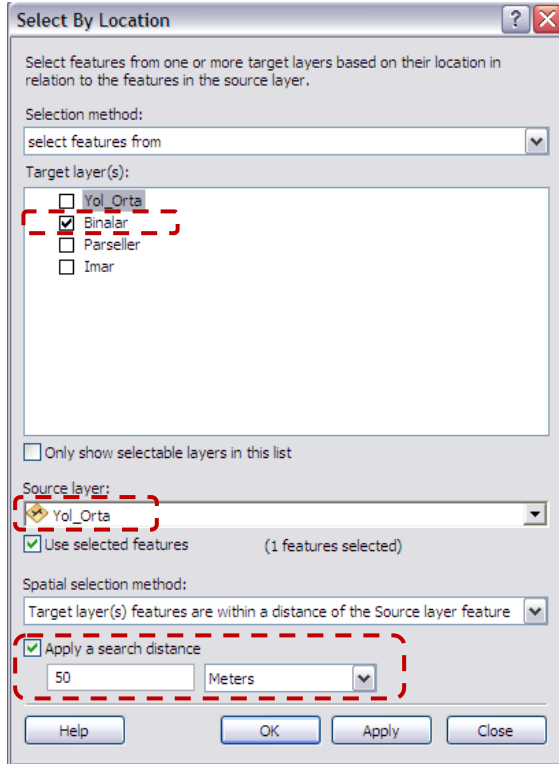 Select By Location
Select features from one or more target layers based on their location in
relation to the features in the source layer.
Selection method:
select features from
Target layer(s):
Yol_Orta
Binalar
Parseller
Imar
Only show selectable layers in this list
Source layer:
Yol_Orta
Use selected features (1 features selected)
Spatial selection method:
Target layer(s) features are within a distance of the Source layer feature
Apply a search distance
50 Meters
Help OK Apply Close